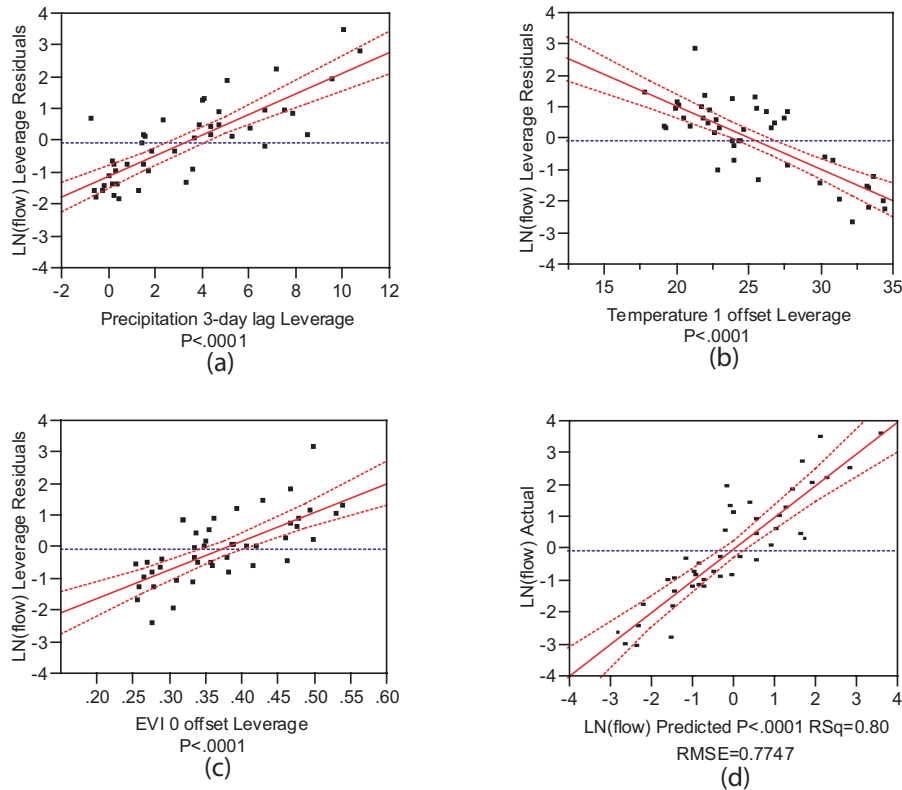 LN(flow) Leverage Residuals
4
3
2
1
0
-1
-2
-3
-4
-2 0 2 4 6 8 10 12
Precipitation 3-day lag Leverage
P<.0001
(a)
LN(flow) Leverage Residuals
4
3
2
1
0
-1
-2
-3
-4
15 20 25 30 35
Temperature 1 offset Leverage
P<.0001
(b)
LN(flow) Leverage Residuals
4
3
2
1
0
-1
-2
-3
-4
.20 .25 .30 .35 .40 .45 .50 .55 .60
EVI 0 offset Leverage
P<.0001
(c)
LN(flow) Actual
4
3
2
1
0
-1
-2
-3
-4
-4 -3 -2 -1 0 1 2 3 4
LN(flow) Predicted P<.0001 RSq=0.80
RMSE=0.7747
(d)